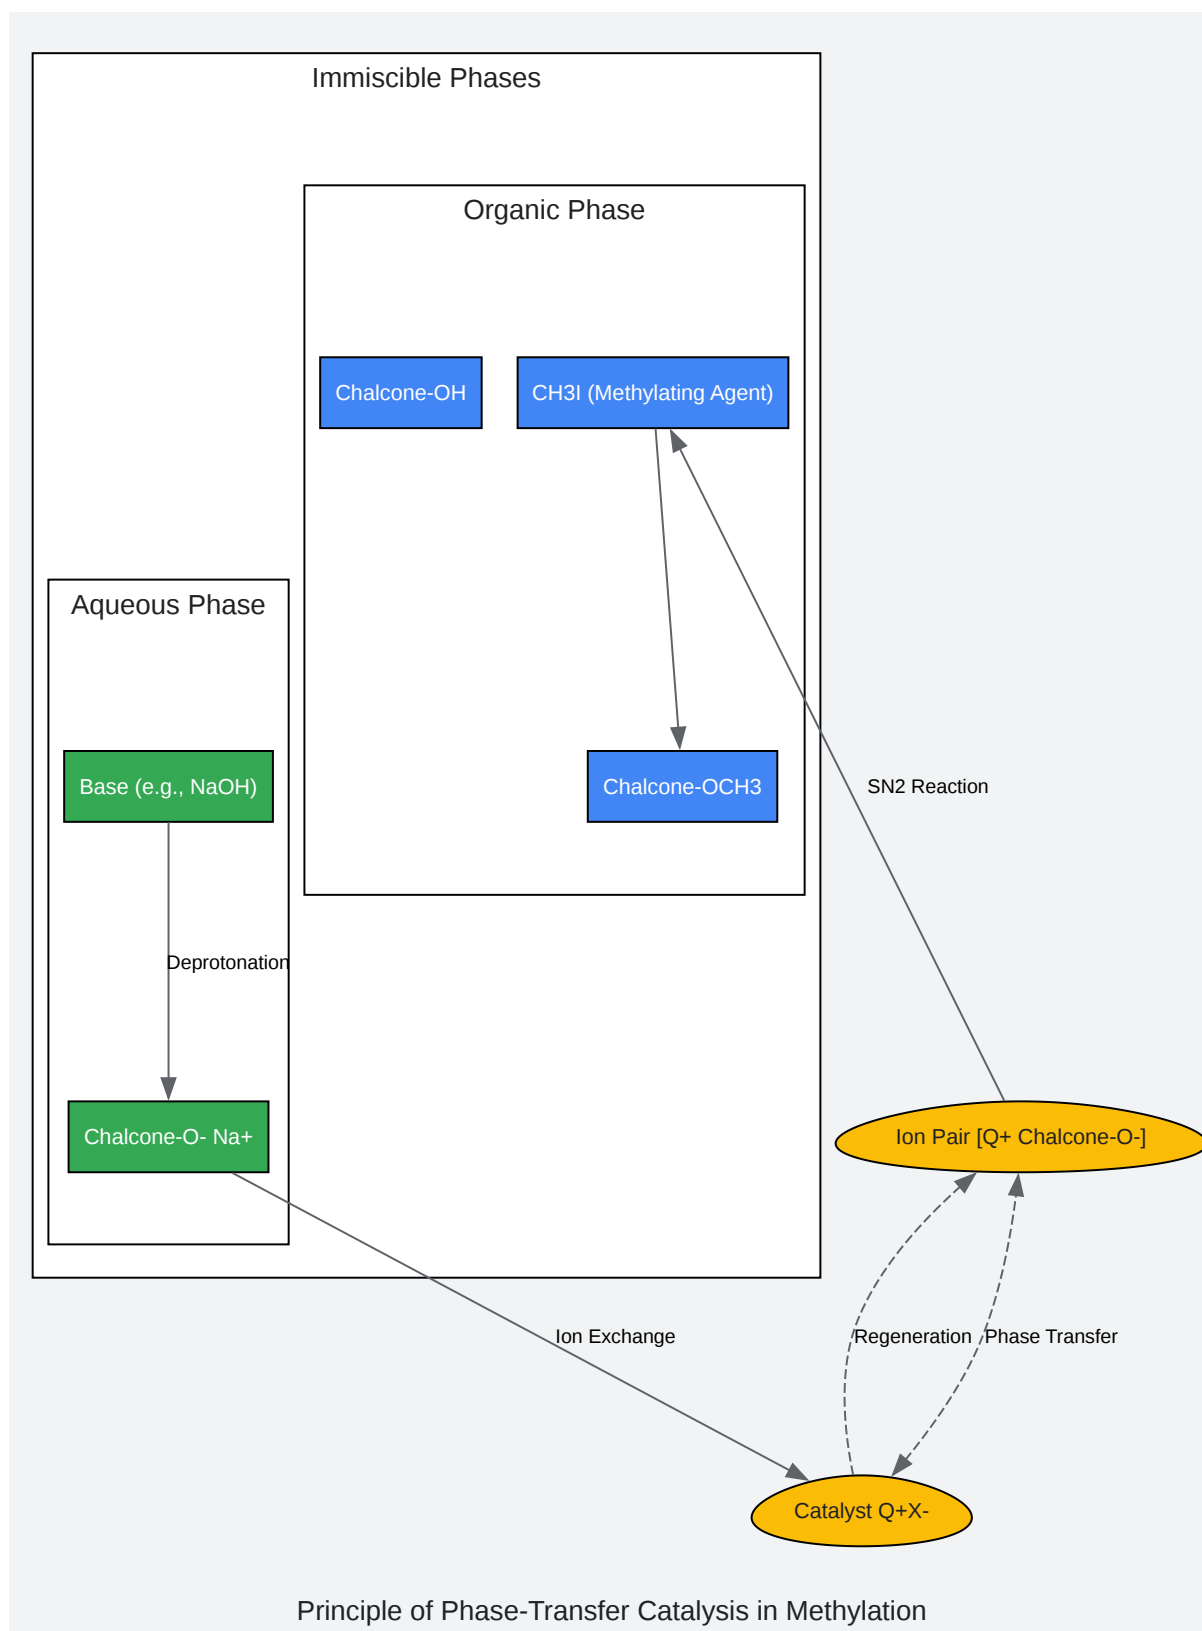 Immiscible Phases
Organic Phase
Chalcone-OH
CH3I (Methylating Agent)
Aqueous Phase
Base (e.g., NaOH)
Chalcone-OCH3
SN2 Reaction
Deprotonation
Chalcone-O- Na+
Ion Pair [Q+ Chalcone-O-]
Ion Exchange
Regeneration
Phase Transfer
Catalyst Q+X-
Principle of Phase-Transfer Catalysis in Methylation